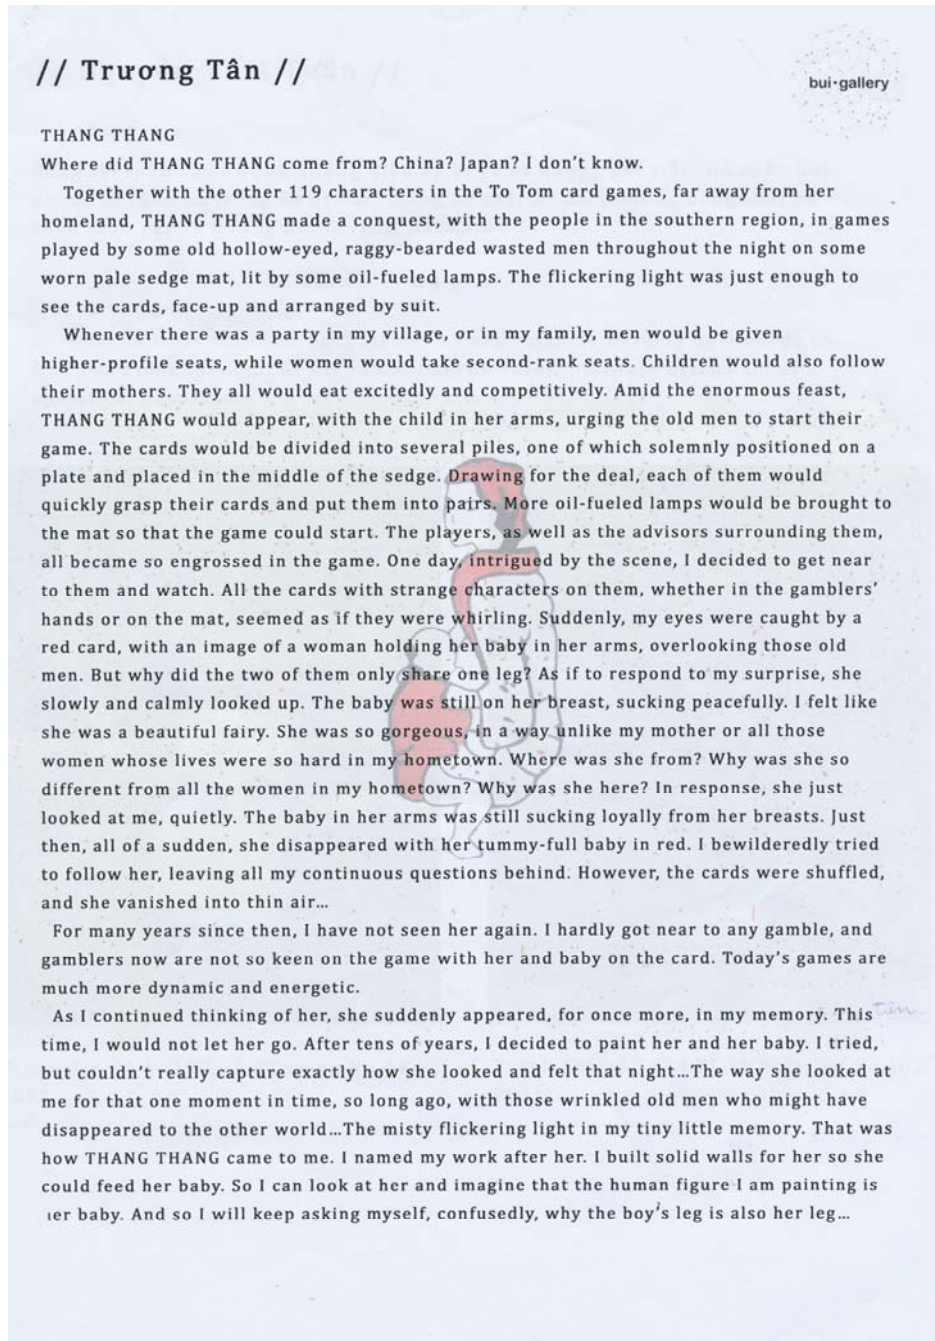 // Trương Tân //
bui·gallery
THANG THANG
Where did THANG THANG come from? China? Japan? I don't know.
Together with the other 119 characters in the To Tom card games, far away from her
homeland, THANG THANG made a conquest, with the people in the southern region, in games
played by some old hollow-eyed, raggy-bearded wasted men throughout the night on some
worn pale sedge mat, lit by some oil-fueled lamps. The flickering light was just enough to
see the cards, face-up and arranged by suit.
Whenever there was a party in my village, or in my family, men would be given
higher-profile seats, while women would take second-rank seats. Children would also follow
their mothers. They all would eat excitedly and competitively. Amid the enormous feast,
THANG THANG would appear, with the child in her arms, urging the old men to start their
game. The cards would be divided into several piles, one of which solemnly positioned on a
plate and placed in the middle of the sedge. Drawing for the deal, each of them would
quickly grasp their cards and put them into pairs. More oil-fueled lamps would be brought to
the mat so that the game could start. The players, as well as the advisors surrounding them,
all became so engrossed in the game. One day, intrigued by the scene, I decided to get near
to them and watch. All the cards with strange characters on them, whether in the gamblers'
hands or on the mat, seemed as if they were whirling. Suddenly, my eyes were caught by a
red card, with an image of a woman holding her baby in her arms, overlooking those old
men. But why did the two of them only share one leg? As if to respond to my surprise, she
slowly and calmly looked up. The baby was still on her breast, sucking peacefully. I felt like
she was a beautiful fairy. She was so gorgeous, in a way unlike my mother or all those
women whose lives were so hard in my hometown. Where was she from? Why was she so
different from all the women in my hometown? Why was she here? In response, she just
looked at me, quietly. The baby in her arms was still sucking loyally from her breasts. Just
then, all of a sudden, she disappeared with her tummy-full baby in red. I bewilderedly tried
to follow her, leaving all my continuous questions behind. However, the cards were shuffled,
and she vanished into thin air...
For many years since then, I have not seen her again. I hardly got near to any gamble, and
gamblers now are not so keen on the game with her and baby on the card. Today's games are
much more dynamic and energetic.
As I continued thinking of her, she suddenly appeared, for once more, in my memory. This
time, I would not let her go. After tens of years, I decided to paint her and her baby. I tried,
but couldn't really capture exactly how she looked and felt that night...The way she looked at
me for that one moment in time, so long ago, with those wrinkled old men who might have
disappeared to the other world...The misty flickering light in my tiny little memory. That was
how THANG THANG came to me. I named my work after her. I built solid walls for her so she
could feed her baby. So I can look at her and imagine that the human figure I am painting is
er baby. And so I will keep asking myself, confusedly, why the boy's leg is also her leg...